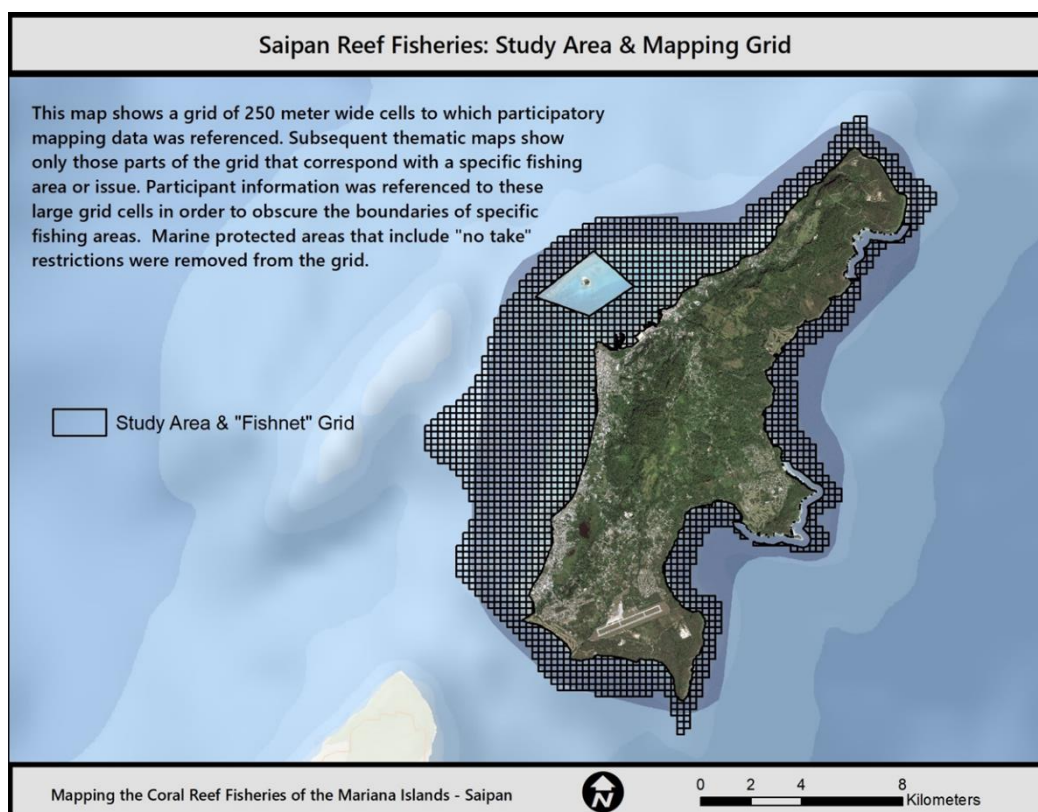 Saipan Reef Fisheries: Study Area & Mapping Grid
This map shows a grid of 250 meter wide cells to which participatory
mapping data was referenced. Subsequent thematic maps show
only those parts of the grid that correspond with a specific fishing
area or issue. Participant information was referenced to these
large grid cells in order to obscure the boundaries of specific
fishing areas.  Marine protected areas that include "no take"
restrictions were removed from the grid.
Study Area & "Fishnet" Grid
Mapping the Coral Reef Fisheries of the Mariana Islands - Saipan
N
0 2 4 8
Kilometers